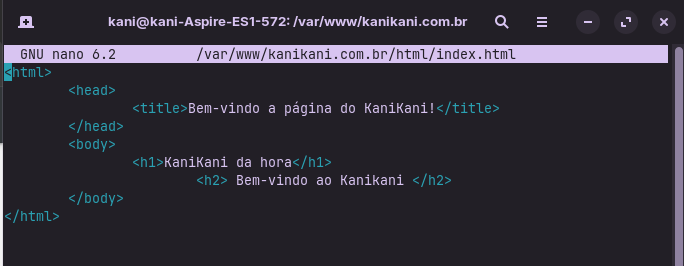 kani@kani-Aspire-ES1-572: /var/www/kanikani.com.br
GNU nano 6.2 /var/www/kanikani.com.br/html/index.html
<html>
<head>
<title>Bem-vindo a página do KaniKani!</title>
</head>
<body>
<h1>KaniKani da hora</h1>
<h2> Bem-vindo ao Kanikani </h2>
</body>
</html>